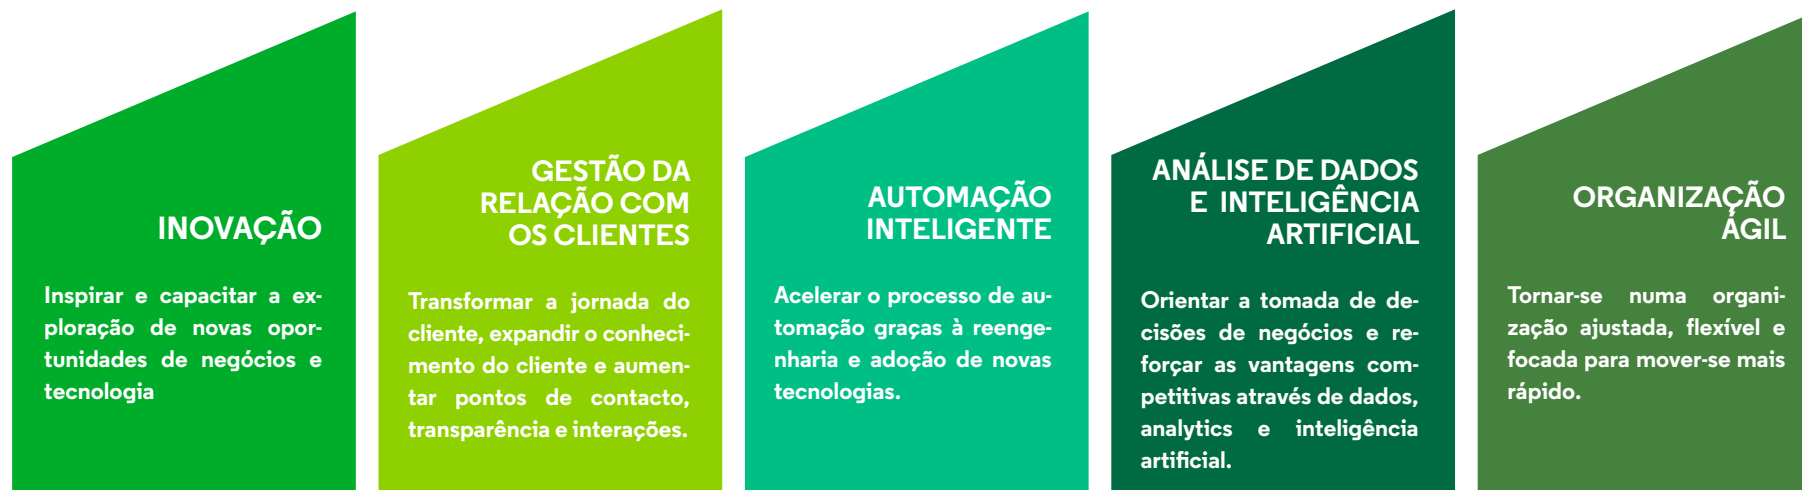 INOVAÇÃO
Inspirar e capacitar a ex-
ploração de novas opor-
tunidades de negócios e
tecnologia
GESTÃO DA
RELAÇÃO COM
OS CLIENTES
Transformar a jornada do
cliente, expandir o conheci-
mento do cliente e aumen-
tar pontos de contacto,
transparência e interações.
AUTOMAÇÃO
INTELIGENTE
Acelerar o processo de au-
tomação graças à reenge-
nharia e adoção de novas
tecnologias.
ANÁLISE DE DADOS
E INTELIGÊNCIA
ARTIFICIAL
Orientar a tomada de de-
cisões de negócios e re-
forçar as vantagens com-
petitivas através de dados,
analytics e inteligência
artificial.
ORGANIZAÇÃO
ÁGIL
Tornar-se numa organi-
zação ajustada, flexível e
focada para mover-se mais
rápido.